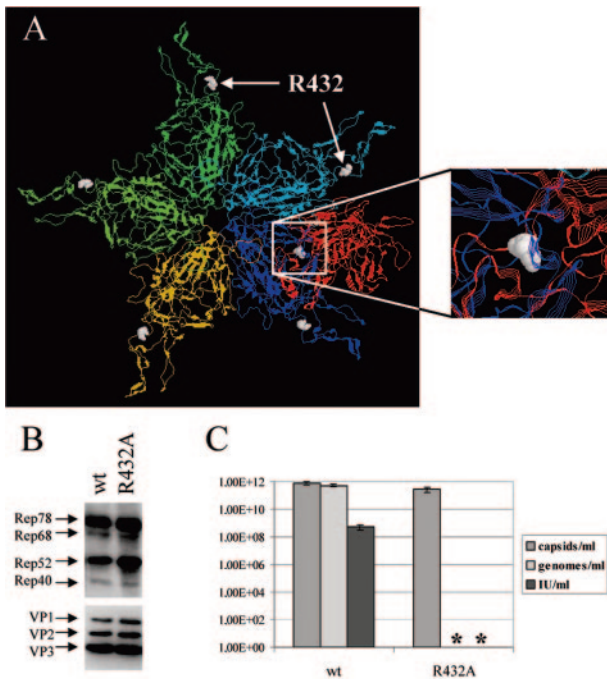 A
R432
B
wt
R432A
Rep78
Rep68
Rep52
Rep40
VP1
VP2
VP3
C
1.00E+12
1.00E+10
1.00E+08
1.00E+06
1.00E+04
1.00E+02
1.00E+00
* *
wt R432A
capsids/ml
genomes/ml
IU/ml